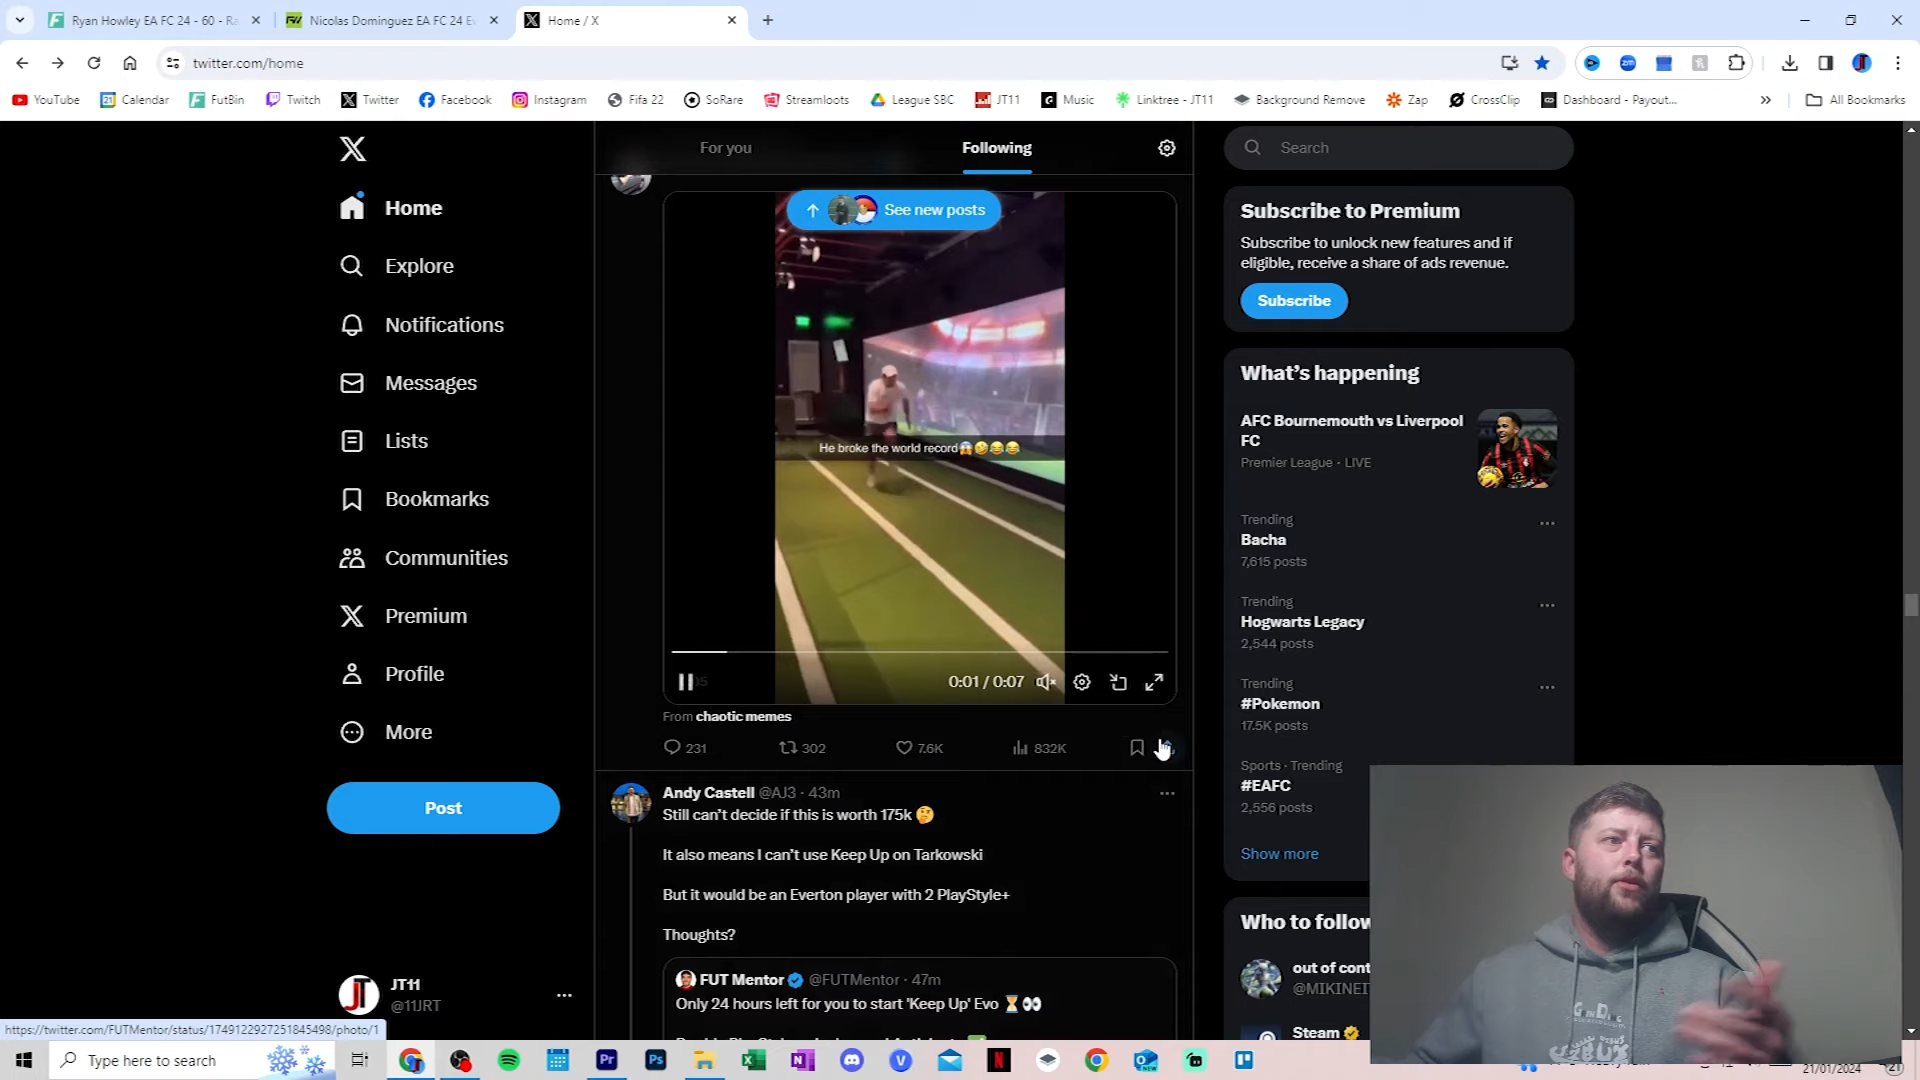 Ryan Howley EA FC 24 - 60 - Ra
Nicolas Dominguez EA FC 24 E
Home / X
twitter.com/home
YouTube
Calendar
FutBin
Twitch
Twitter
Facebook
Instagram
Fifa 22
SoRare
Streamloots
League SBC
JT11
Music
Linktree - JT11
Background Remove
Zap
CrossClip
Dashboard - Payout...
All Bookmarks
Home
Explore
Notifications
Messages
Lists
Bookmarks
Communities
Premium
Profile
More
Post
JT11
@11JRT
For you
Following
See new posts
He broke the world record😱🤣😂😂
0:01 / 0:07
From chaotic memes
231
302
7.6K
832K
Andy Castell @AJ3 · 43m
Still can't decide if this is worth 175k 🤔
It also means I can't use Keep Up on Tarkowski
But it would be an Everton player with 2 PlayStyle+
Thoughts?
FUT Mentor @FUTMentor · 47m
Only 24 hours left for you to start 'Keep Up' Evo ⏳👀
Search
Subscribe to Premium
Subscribe to unlock new features and if
eligible, receive a share of ads revenue.
Subscribe
What's happening
AFC Bournemouth vs Liverpool
FC
Premier League · LIVE
Trending
Bacha
7,615 posts
Trending
Hogwarts Legacy
2,544 posts
Trending
#Pokemon
17.5K posts
Sports · Trending
#EAFC
2,556 posts
Show more
Who to follow
out of cont
@MIKINEI
Steam
https://twitter.com/FUTMentor/status/1749122927251845498/photo/1
Type here to search
21/01/2024